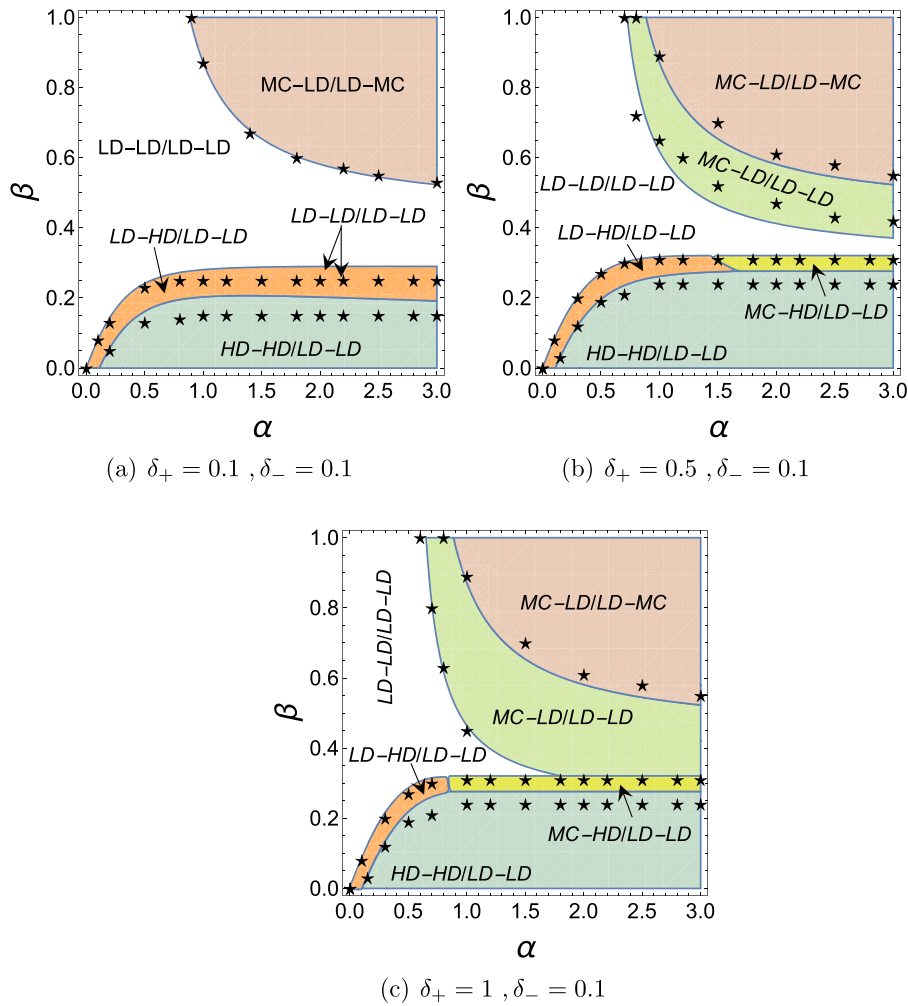 1.0
0.8
0.6
0.4
0.2
0.0
β
MC-LD/LD-MC
LD-LD/LD-LD
LD-LD/LD-LD
LD-HD/LD-LD
HD-HD/LD-LD
0.0 0.5 1.0 1.5 2.0 2.5 3.0
α
(a) δ₊ = 0.1 , δ₋ = 0.1
1.0
0.8
0.6
0.4
0.2
0.0
β
MC-LD/LD-MC
MC-LD/LD-LD
LD-LD/LD-LD
LD-HD/LD-LD
MC-HD/LD-LD
HD-HD/LD-LD
0.0 0.5 1.0 1.5 2.0 2.5 3.0
α
(b) δ₊ = 0.5 , δ₋ = 0.1
1.0
0.8
0.6
0.4
0.2
0.0
β
LD-LD/LD-LD
MC-LD/LD-MC
MC-LD/LD-LD
LD-HD/LD-LD
MC-HD/LD-LD
HD-HD/LD-LD
0.0 0.5 1.0 1.5 2.0 2.5 3.0
α
(c) δ₊ = 1 , δ₋ = 0.1